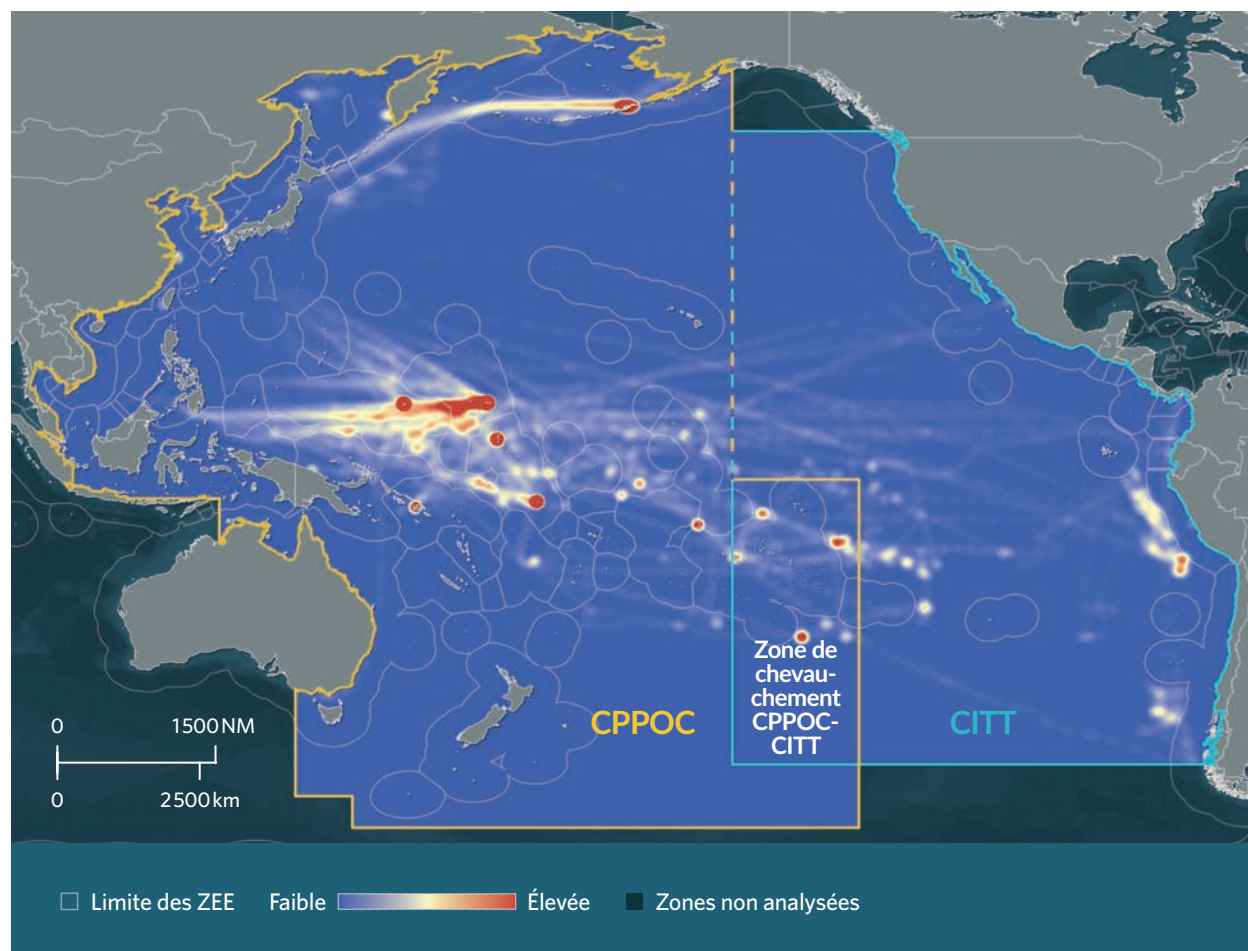 Zone de
chevau-
chement
CPPOC-
CITT
CPPOC
CITT
0 1500 NM
0 2500 km
Limite des ZEE Faible Élevée Zones non analysées